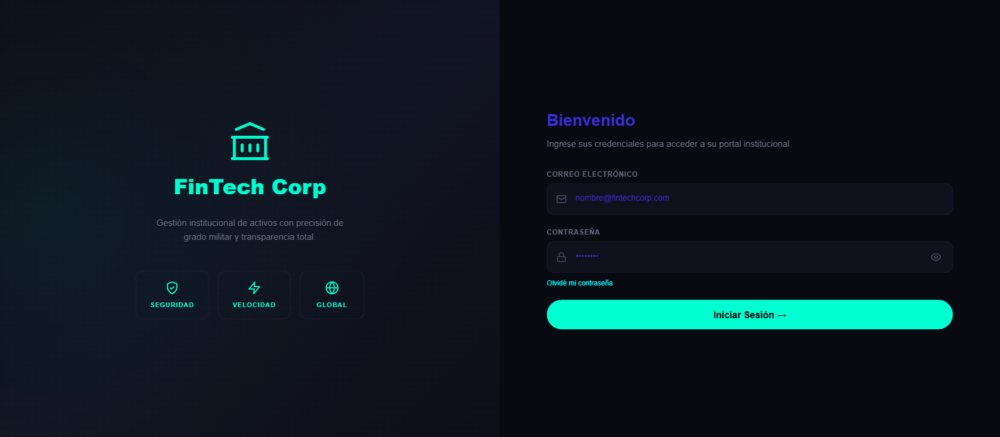 FinTech Corp
Gestión institucional de activos con precisión de
grado militar y transparencia total.
SEGURIDAD
VELOCIDAD
GLOBAL
Bienvenido
Ingrese sus credenciales para acceder a su portal institucional.
CORREO ELECTRÓNICO
nombre@fintechcorp.com
CONTRASEÑA
••••••••
Olvidé mi contraseña
Iniciar Sesión →